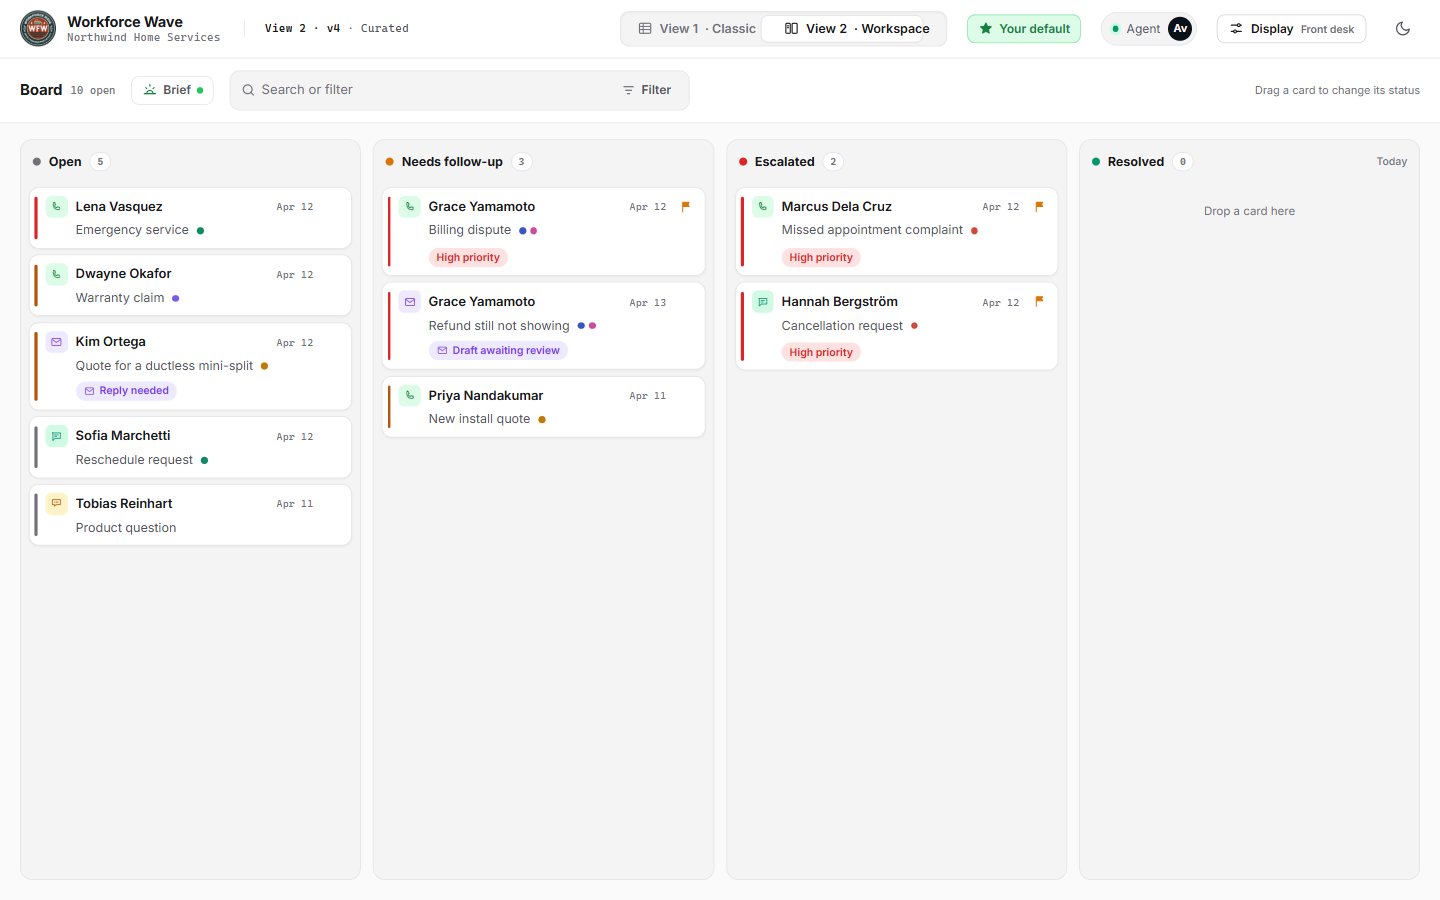 WFW
Workforce Wave
Northwind Home Services
View 2 · v4 · Curated
View 1 · Classic
View 2 · Workspace
Your default
Agent
Av
Display Front desk
Board 10 open
Brief
Search or filter
Filter
Drag a card to change its status
Open 5
Lena Vasquez Apr 12
Emergency service
Dwayne Okafor Apr 12
Warranty claim
Kim Ortega Apr 12
Quote for a ductless mini-split
Reply needed
Sofia Marchetti Apr 12
Reschedule request
Tobias Reinhart Apr 11
Product question
Needs follow-up 3
Grace Yamamoto Apr 12
Billing dispute
High priority
Grace Yamamoto Apr 13
Refund still not showing
Draft awaiting review
Priya Nandakumar Apr 11
New install quote
Escalated 2
Marcus Dela Cruz Apr 12
Missed appointment complaint
High priority
Hannah Bergström Apr 12
Cancellation request
High priority
Resolved 0 Today
Drop a card here